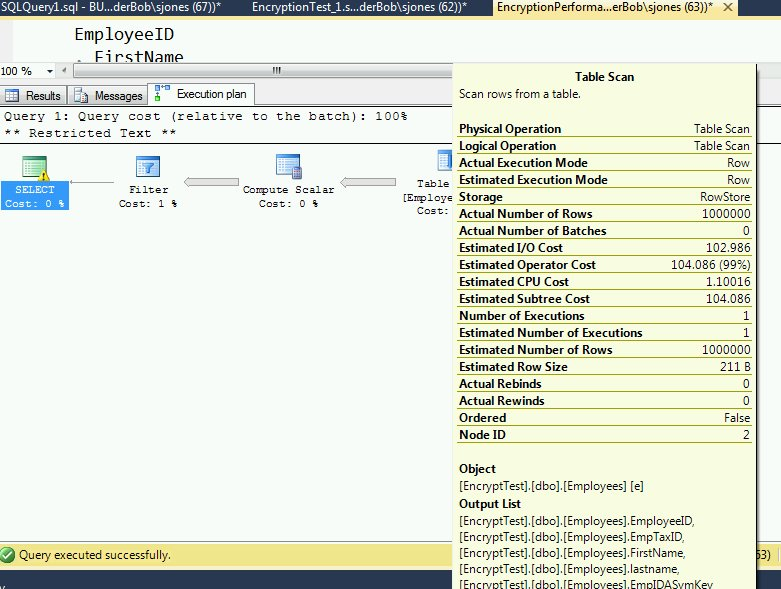 SQLQuery1.sql - BU...derBob\sjones (67))* EncryptionTest_1.s...derBob\sjones (62))* EncryptionPerforma...erBob\sjones (63))*
EmployeeID
, FirstName
100 %
Results Messages Execution plan
Query 1: Query cost (relative to the batch): 100%
** Restricted Text **
SELECT
Cost: 0 %
Filter
Cost: 1 %
Compute Scalar
Cost: 0 %
Table
[Employe
Cost:
Table Scan
Scan rows from a table.
Physical Operation Table Scan
Logical Operation Table Scan
Actual Execution Mode Row
Estimated Execution Mode Row
Storage RowStore
Actual Number of Rows 1000000
Actual Number of Batches 0
Estimated I/O Cost 102.986
Estimated Operator Cost 104.086 (99%)
Estimated CPU Cost 1.10016
Estimated Subtree Cost 104.086
Number of Executions 1
Estimated Number of Executions 1
Estimated Number of Rows 1000000
Estimated Row Size 211 B
Actual Rebinds 0
Actual Rewinds 0
Ordered False
Node ID 2
Object
[EncryptTest].[dbo].[Employees] [e]
Output List
[EncryptTest].[dbo].[Employees].EmployeeID,
[EncryptTest].[dbo].[Employees].EmpTaxID,
[EncryptTest].[dbo].[Employees].FirstName,
[EncryptTest].[dbo].[Employees].lastname,
[EncryptTest].[dbo].[Employees].EmpIDASymKey
Query executed successfully.
53)